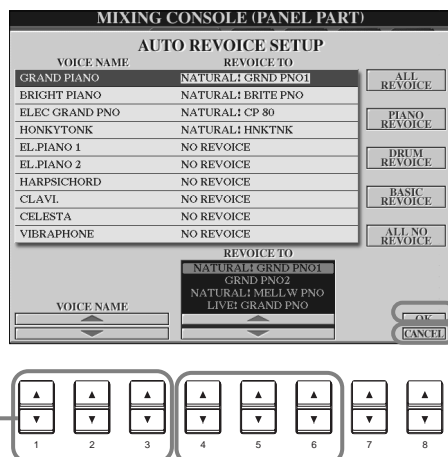 MIXING CONSOLE (PANEL PART)
AUTO REVOICE SETUP
VOICE NAME REVOICE TO
GRAND PIANO NATURAL! GRND PNO1
BRIGHT PIANO NATURAL! BRITE PNO
ELEC GRAND PNO NATURAL! CP 80
HONKYTONK NATURAL! HNKTNK
EL.PIANO 1 NO REVOICE
EL.PIANO 2 NO REVOICE
HARPSICHORD NO REVOICE
CLAVI. NO REVOICE
CELESTA NO REVOICE
VIBRAPHONE NO REVOICE
ALL
REVOICE
PIANO
REVOICE
DRUM
REVOICE
BASIC
REVOICE
ALL NO
REVOICE
REVOICE TO
NATURAL! GRND PNO1
GRND PNO2
NATURAL! MELLW PNO
LIVE! GRAND PNO
VOICE NAME
OK
CANCEL
1 2 3 4 5 6 7 8